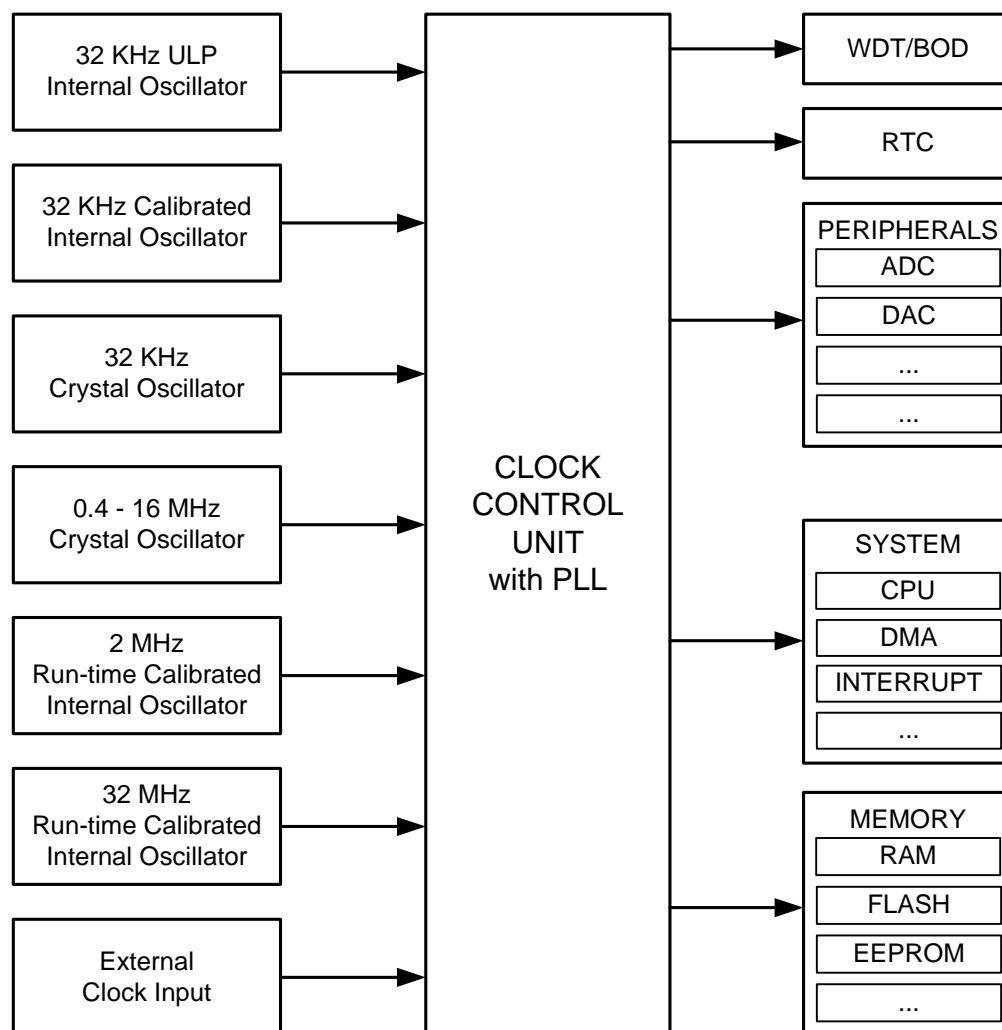 32 KHz ULP
Internal Oscillator
32 KHz Calibrated
Internal Oscillator
32 KHz
Crystal Oscillator
0.4 - 16 MHz
Crystal Oscillator
2 MHz
Run-time Calibrated
Internal Oscillator
32 MHz
Run-time Calibrated
Internal Oscillator
External
Clock Input
CLOCK
CONTROL
UNIT
with PLL
WDT/BOD
RTC
PERIPHERALS
ADC
DAC
...
...
SYSTEM
CPU
DMA
INTERRUPT
...
MEMORY
RAM
FLASH
EEPROM
...